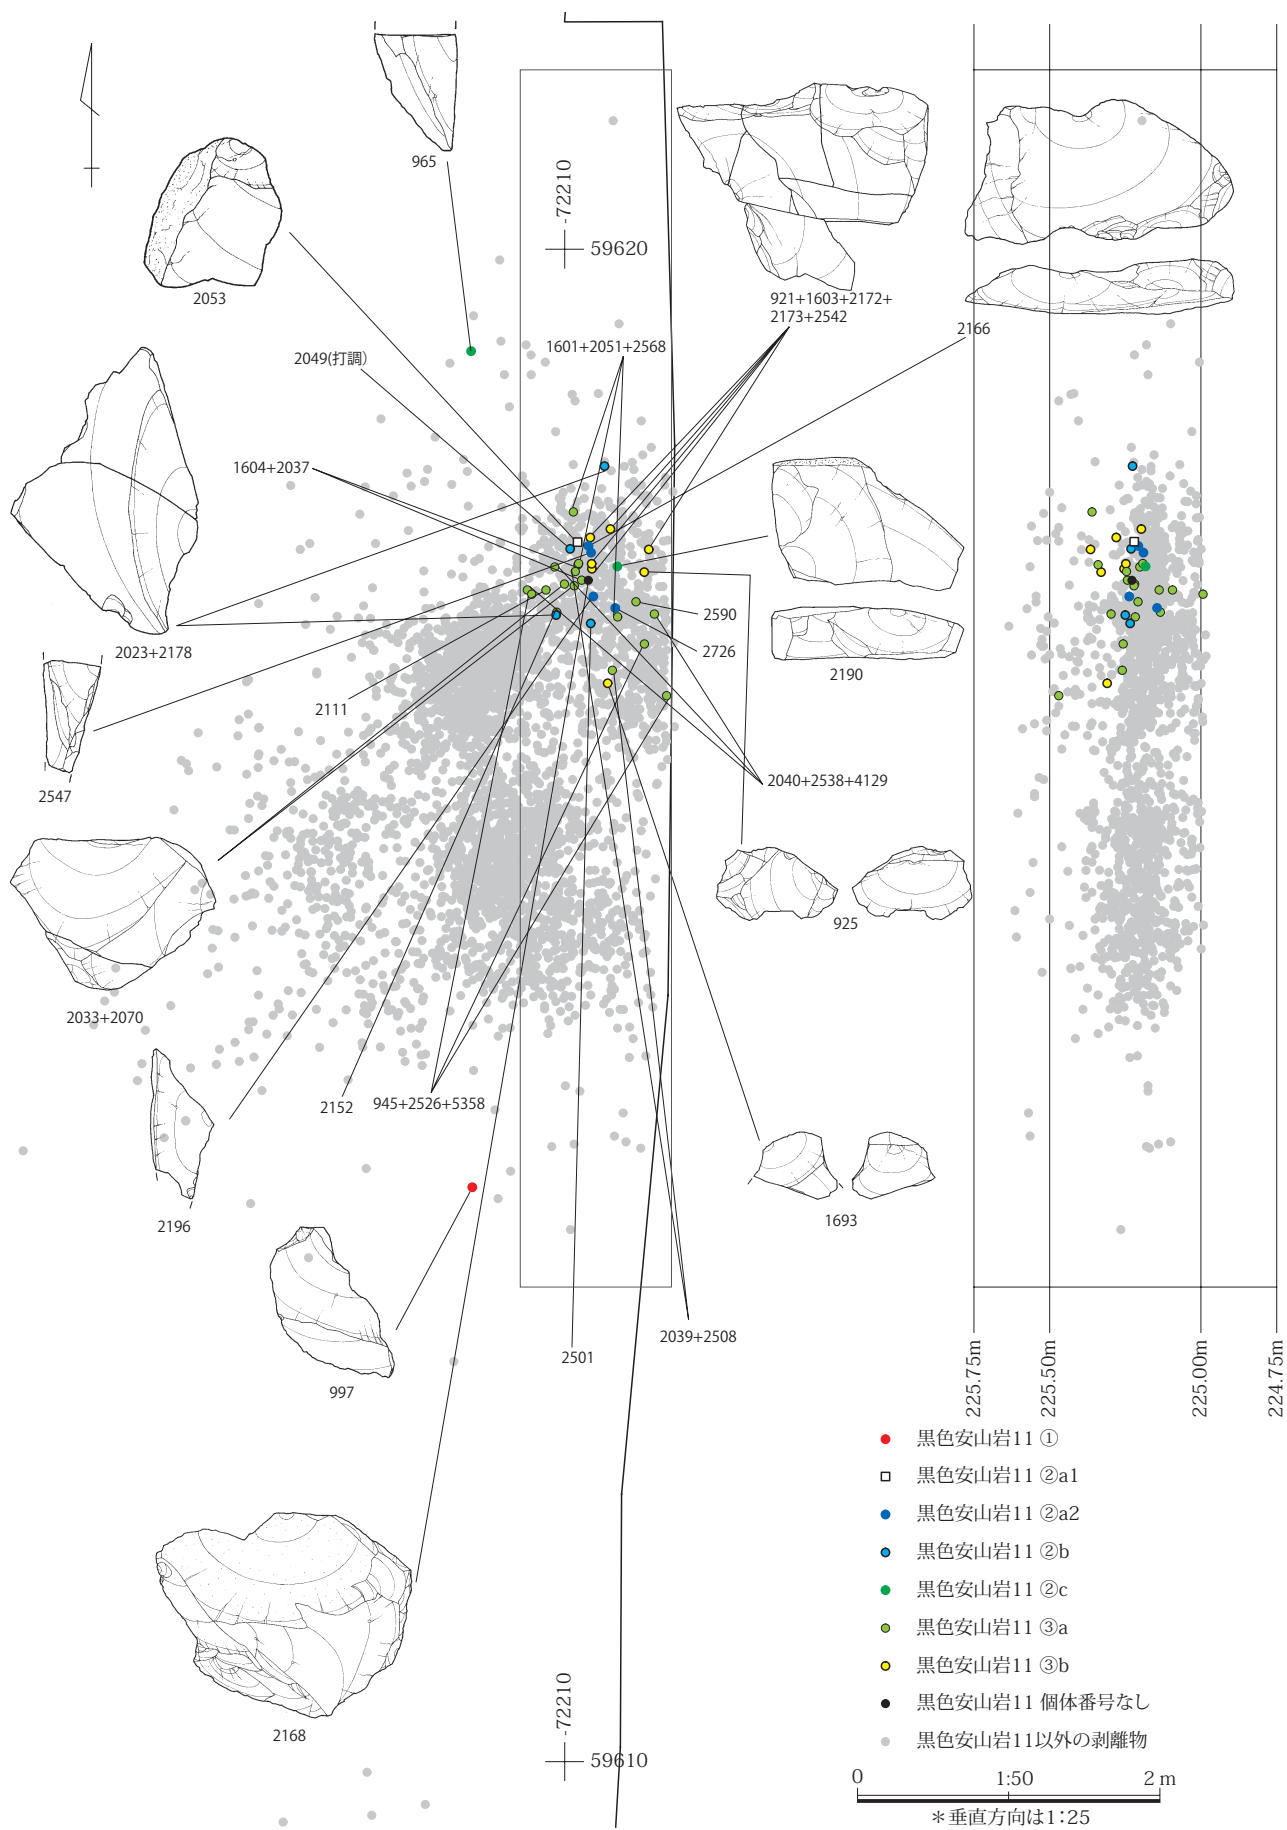 965
-72210
59620
2053
921+1603+2172+
2173+2542
2166
2049(打調)
1601+2051+2568
1604+2037
2590
2726
2190
2023+2178
2111
2547
2040+2538+4129
925
2033+2070
2152
945+2526+5358
2196
1693
997
2501
2039+2508
225.75m
225.50m
225.00m
224.75m
黒色安山岩11 ①
黒色安山岩11 ②a1
黒色安山岩11 ②a2
黒色安山岩11 ②b
黒色安山岩11 ②c
黒色安山岩11 ③a
黒色安山岩11 ③b
黒色安山岩11 個体番号なし
黒色安山岩11以外の剥離物
2168
-72210
59610
0 1:50 2 m
＊垂直方向は1：25